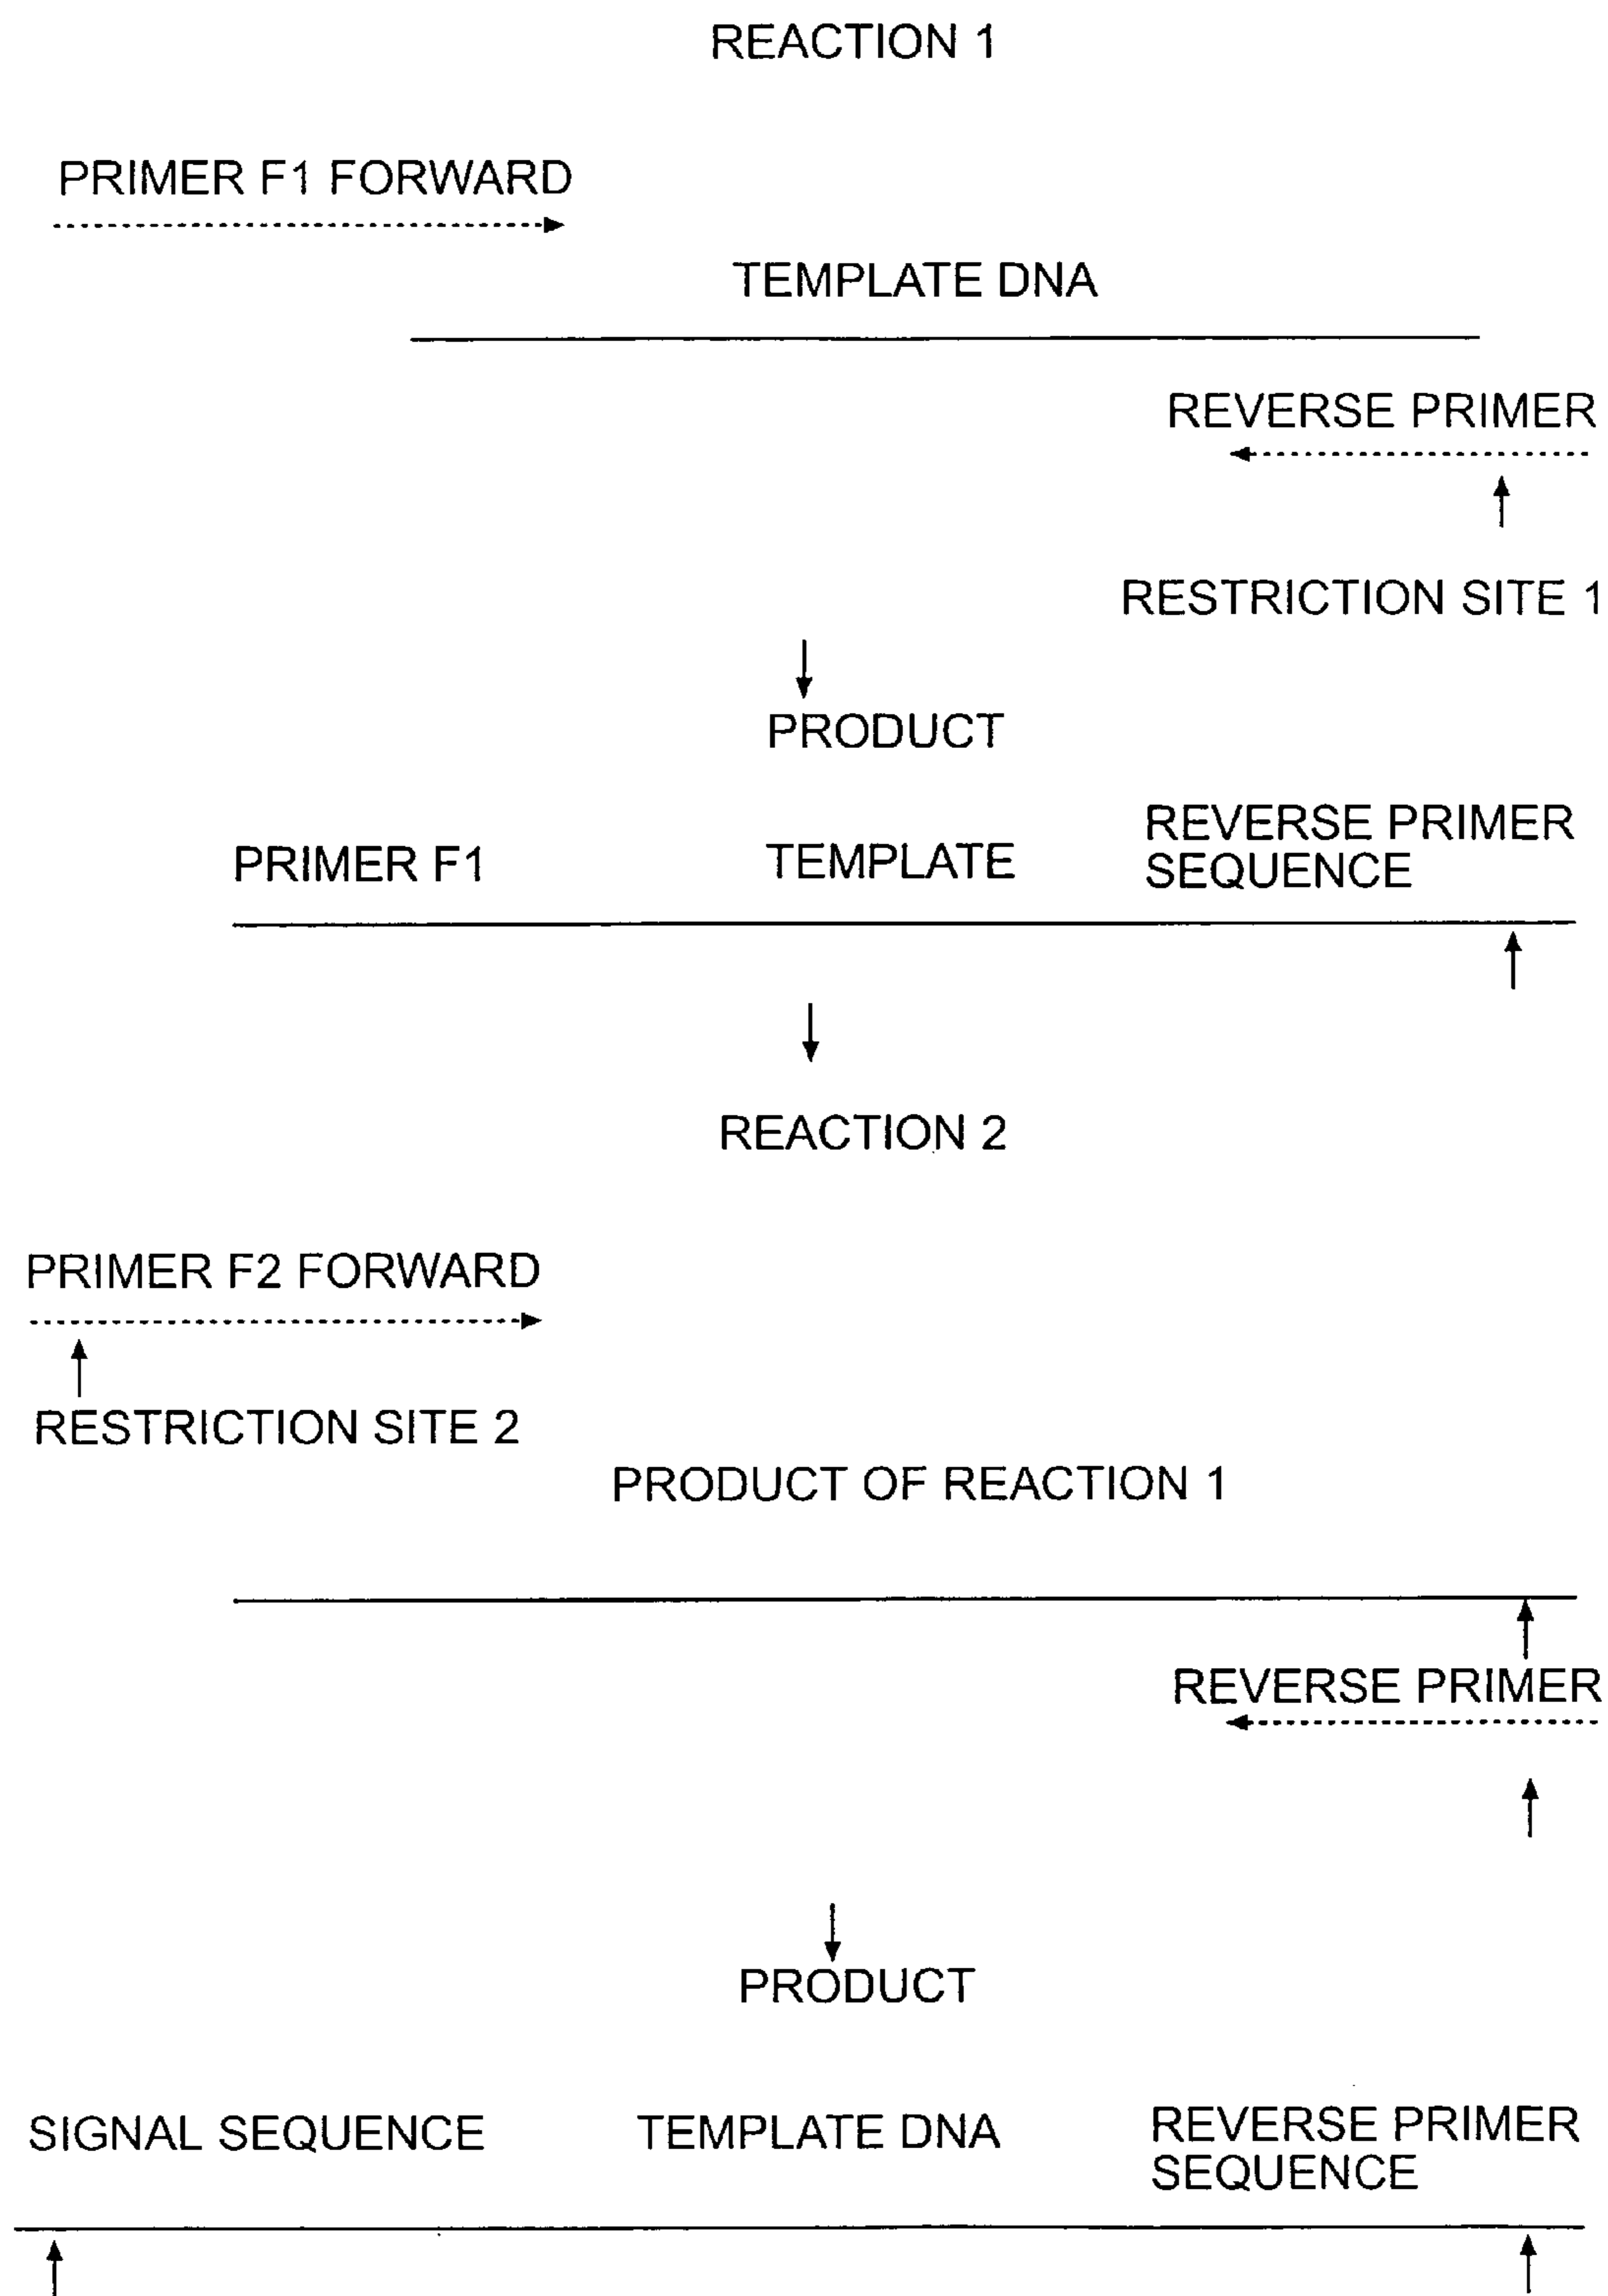 REACTION 1
PRIMER F1 FORWARD
TEMPLATE DNA
REVERSE PRIMER
RESTRICTION SITE 1
PRODUCT
PRIMER F1
TEMPLATE
REVERSE PRIMER
SEQUENCE
REACTION 2
PRIMER F2 FORWARD
RESTRICTION SITE 2
PRODUCT OF REACTION 1
REVERSE PRIMER
PRODUCT
SIGNAL SEQUENCE
TEMPLATE DNA
REVERSE PRIMER
SEQUENCE